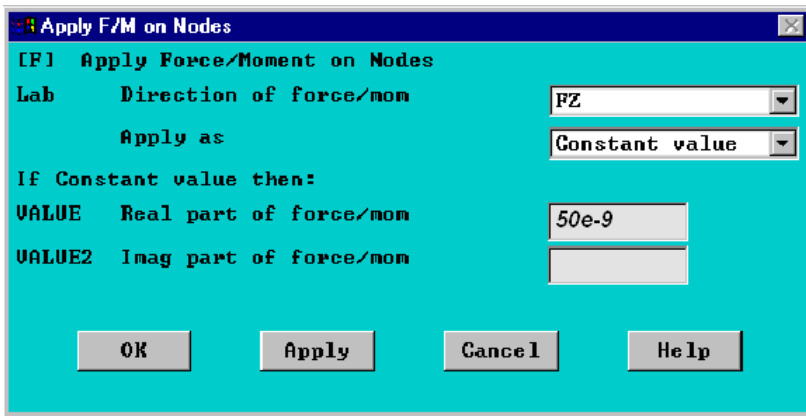 Apply F/M on Nodes
[F] Apply Force/Moment on Nodes
Lab Direction of force/mom FZ
Apply as Constant value
If Constant value then:
VALUE Real part of force/mom 50e-9
VALUE2 Imag part of force/mom
OK Apply Cancel Help